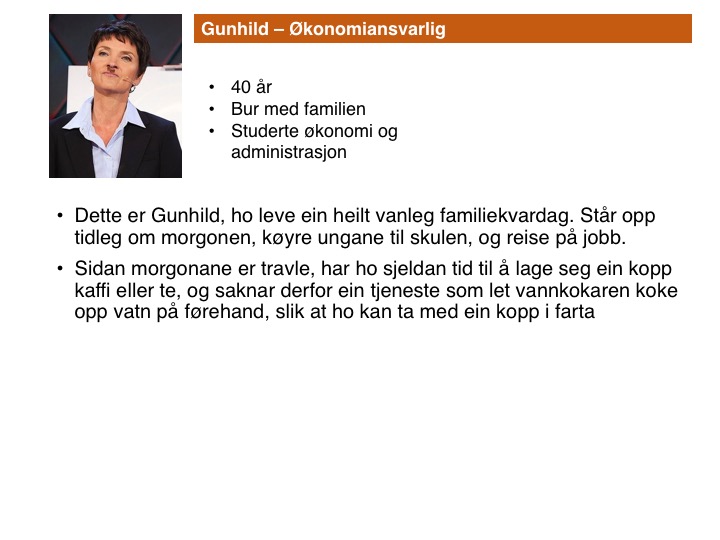 Gunhild – Økonomiansvarlig
• 40 år
• Bur med familien
• Studerte økonomi og
administrasjon
• Dette er Gunhild, ho leve ein heilt vanleg familiekvardag. Står opp
tidleg om morgonen, køyre ungane til skulen, og reise på jobb.
• Sidan morgonane er travle, har ho sjeldan tid til å lage seg ein kopp
kaffi eller te, og saknar derfor ein tjeneste som let vannkokaren koke
opp vatn på førehand, slik at ho kan ta med ein kopp i farta